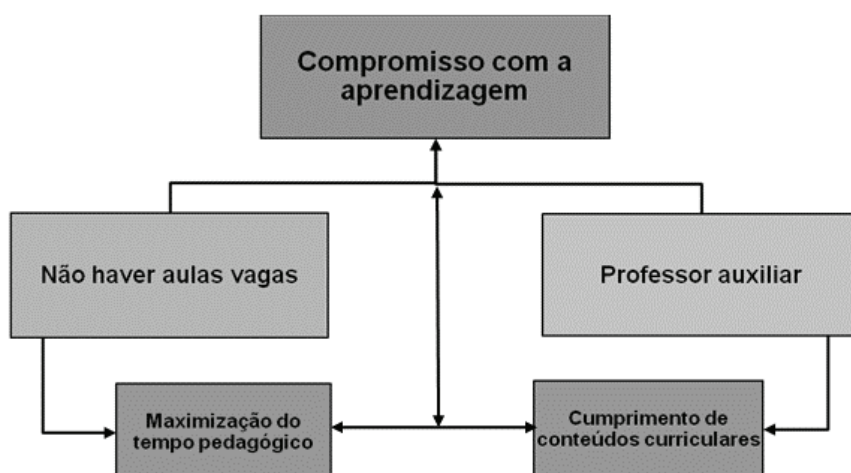 Compromisso com a
aprendizagem
Não haver aulas vagas
Professor auxiliar
Maximização do
tempo pedagógico
Cumprimento de
conteúdos curriculares